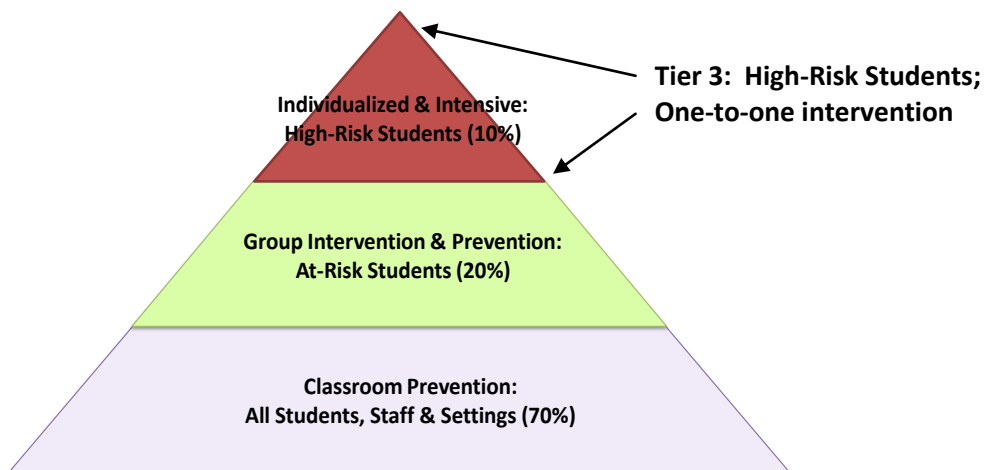 Tier 3:  High-Risk Students;
One-to-one intervention
Individualized & Intensive:
High-Risk Students (10%)
Group Intervention & Prevention:
At-Risk Students (20%)
Classroom Prevention:
All Students, Staff & Settings (70%)